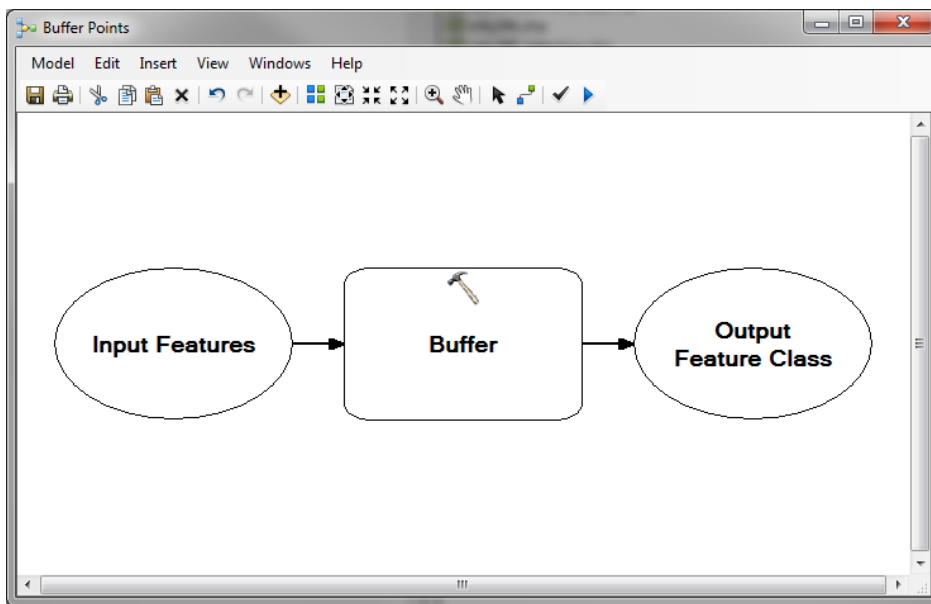 Buffer Points
Model Edit Insert View Windows Help
Input Features
Buffer
Output
Feature Class